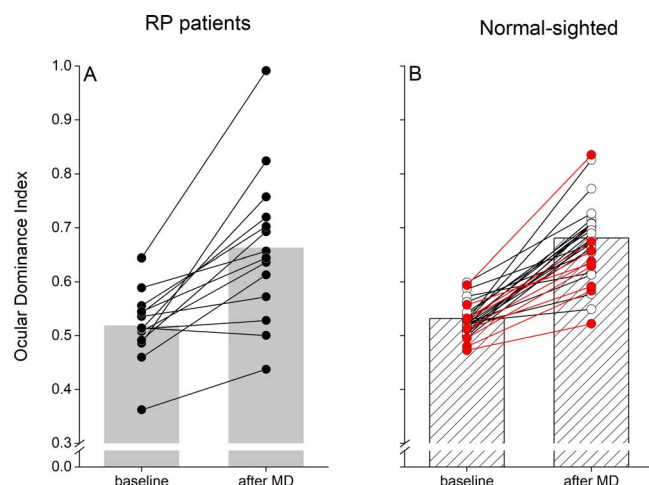 RP patients
Normal-sighted
A
B
Ocular Dominance Index
1.0
0.9
0.8
0.7
0.6
0.5
0.4
0.3
0.0
baseline
after MD
baseline
after MD